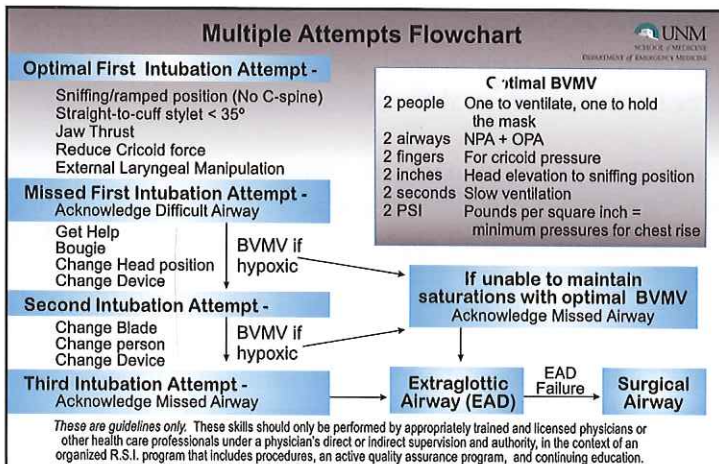 Multiple Attempts Flowchart
UNM
SCHOOL of MEDICINE
DEPARTMENT OF EMERGENCY MEDICINE
Optimal First Intubation Attempt -
Sniffing/ramped position (No C-spine)
Straight-to-cuff stylet < 35º
Jaw Thrust
Reduce Cricoid force
External Laryngeal Manipulation
Optimal BVMV
2 people One to ventilate, one to hold
the mask
2 airways NPA + OPA
2 fingers For cricoid pressure
2 inches Head elevation to sniffing position
2 seconds Slow ventilation
2 PSI Pounds per square inch =
minimum pressures for chest rise
Missed First Intubation Attempt -
Acknowledge Difficult Airway
Get Help
Bougie
Change Head position
Change Device
BVMV if
hypoxic
If unable to maintain
saturations with optimal BVMV
Acknowledge Missed Airway
Second Intubation Attempt -
Change Blade
Change person
Change Device
BVMV if
hypoxic
Third Intubation Attempt -
Acknowledge Missed Airway
Extraglottic
Airway (EAD)
EAD
Failure
Surgical
Airway
These are guidelines only. These skills should only be performed by appropriately trained and licensed physicians or
other health care professionals under a physician's direct or indirect supervision and authority, in the context of an
organized R.S.I. program that includes procedures, an active quality assurance program, and continuing education.